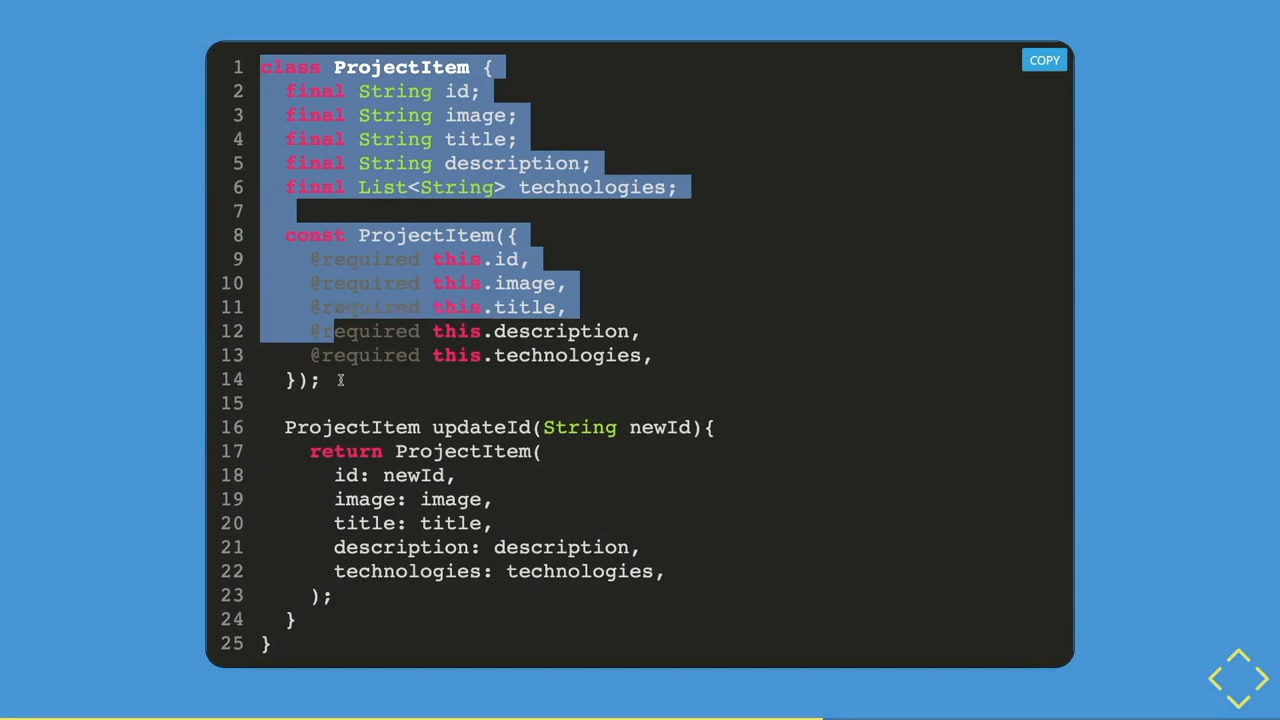 COPY
1 class ProjectItem {
2 final String id;
3 final String image;
4 final String title;
5 final String description;
6 final List<String> technologies;
7
8 const ProjectItem({
9 @required this.id,
10 @required this.image,
11 @required this.title,
12 @required this.description,
13 @required this.technologies,
14 });
15
16 ProjectItem updateId(String newId){
17 return ProjectItem(
18 id: newId,
19 image: image,
20 title: title,
21 description: description,
22 technologies: technologies,
23 );
24 }
25 }